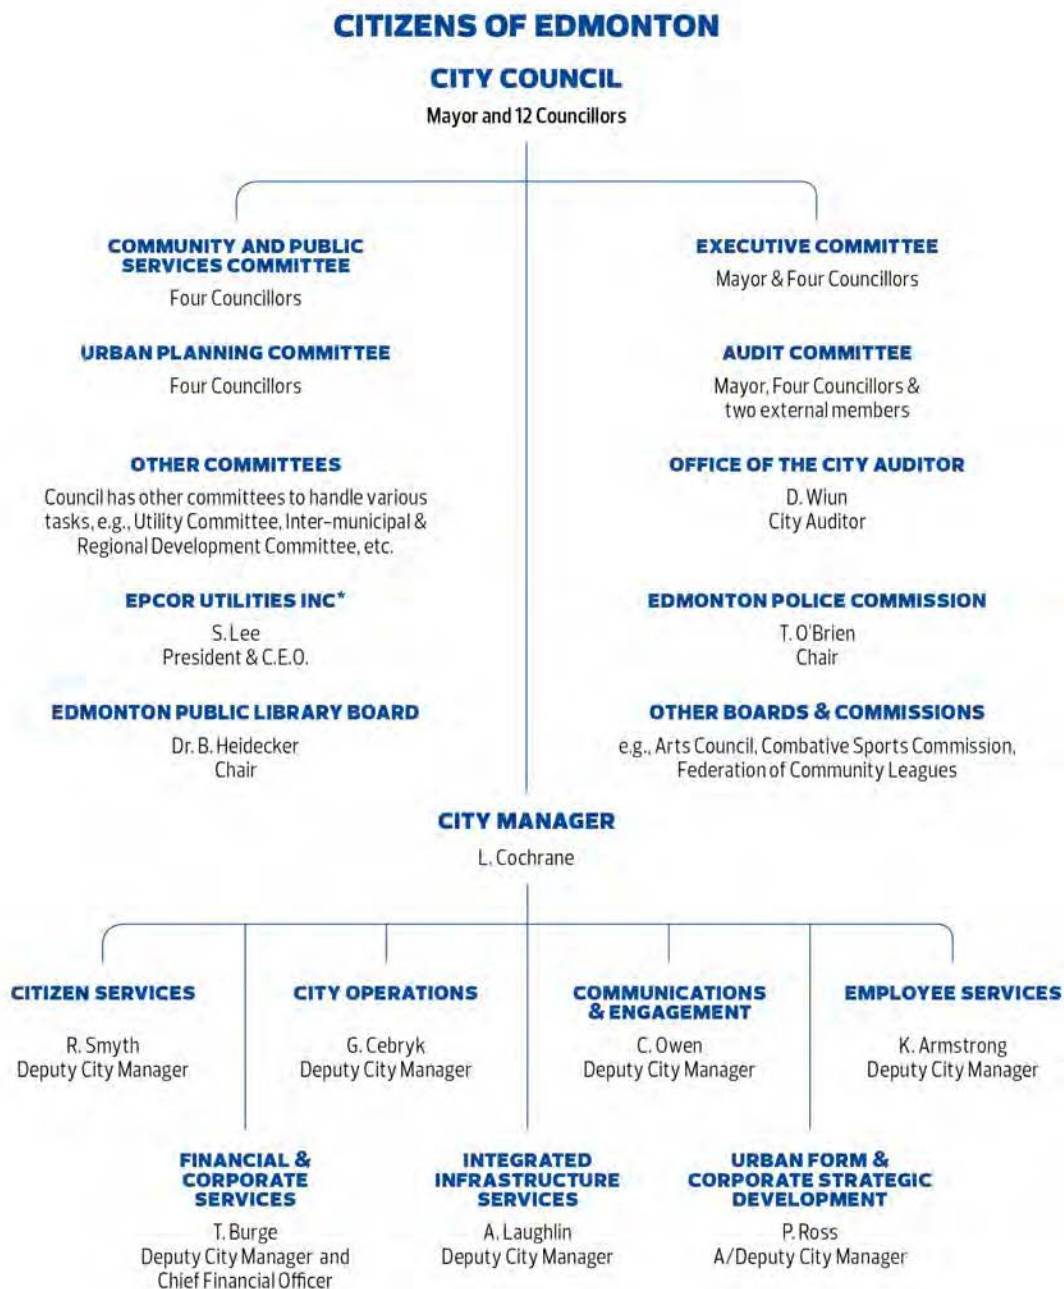 CITIZENS OF EDMONTON
CITY COUNCIL
Mayor and 12 Councillors
COMMUNITY AND PUBLIC
SERVICES COMMITTEE
Four Councillors
EXECUTIVE COMMITTEE
Mayor & Four Councillors
URBAN PLANNING COMMITTEE
Four Councillors
AUDIT COMMITTEE
Mayor, Four Councillors &
two external members
OTHER COMMITTEES
Council has other committees to handle various
tasks, e.g., Utility Committee, Inter-municipal &
Regional Development Committee, etc.
OFFICE OF THE CITY AUDITOR
D. Wiun
City Auditor
EPCOR UTILITIES INC*
S. Lee
President & C.E.O.
EDMONTON POLICE COMMISSION
T. O'Brien
Chair
EDMONTON PUBLIC LIBRARY BOARD
Dr. B. Heidecker
Chair
OTHER BOARDS & COMMISSIONS
e.g., Arts Council, Combative Sports Commission,
Federation of Community Leagues
CITY MANAGER
L. Cochrane
CITIZEN SERVICES
R. Smyth
Deputy City Manager
CITY OPERATIONS
G. Cebryk
Deputy City Manager
COMMUNICATIONS
& ENGAGEMENT
C. Owen
Deputy City Manager
EMPLOYEE SERVICES
K. Armstrong
Deputy City Manager
FINANCIAL &
CORPORATE
SERVICES
T. Burge
Deputy City Manager and
Chief Financial Officer
INTEGRATED
INFRASTRUCTURE
SERVICES
A. Laughlin
Deputy City Manager
URBAN FORM &
CORPORATE STRATEGIC
DEVELOPMENT
P. Ross
A/Deputy City Manager